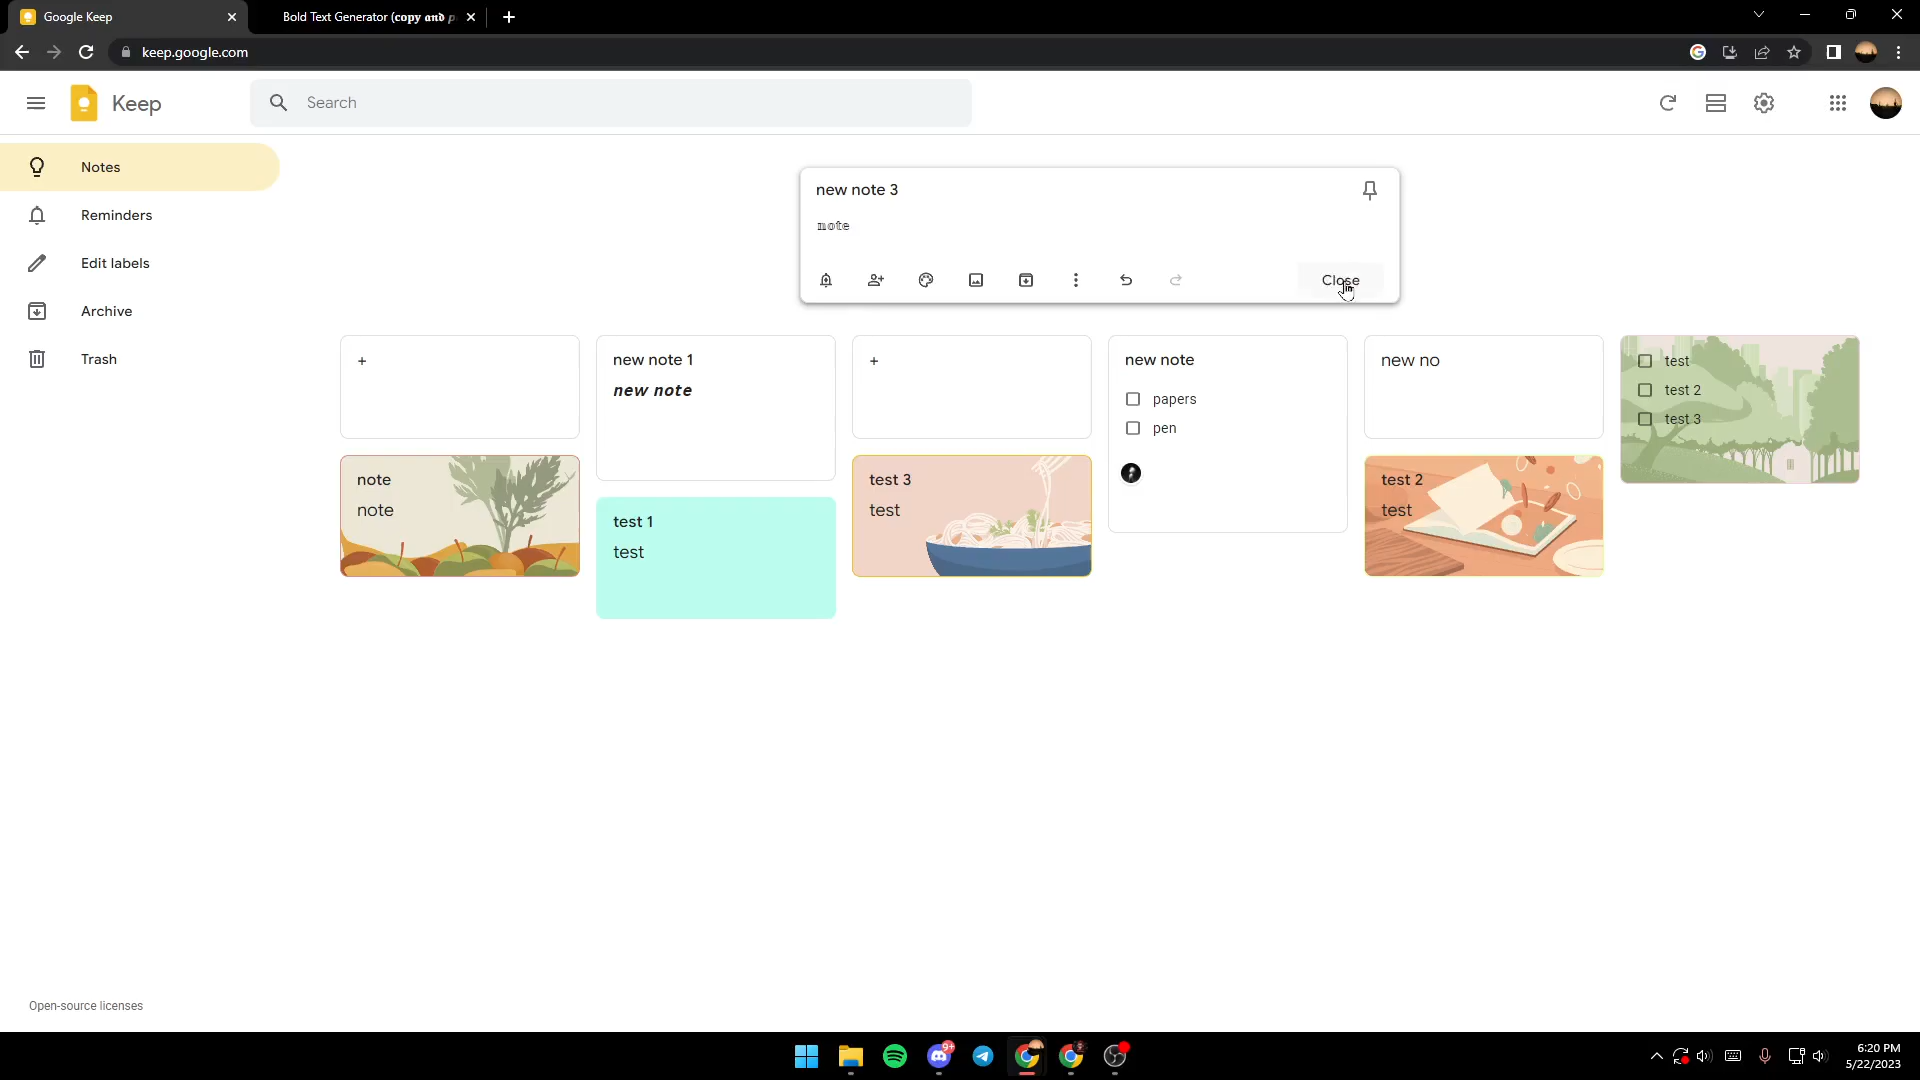 Google Keep
Bold Text Generator (𝗰𝗼𝗽𝘆 𝖆𝖓𝖉 𝒑
keep.google.com
Keep
Search
Notes
Reminders
Edit labels
Archive
Trash
new note 3
𝕟𝕠𝕥𝕖
Close
+
new note 1
𝙣𝙚𝙬 𝙣𝙤𝙩𝙚
+
new note
papers
pen
new no
test
test 2
test 3
note
note
test 1
test
test 3
test
test 2
test
Open-source licenses
9+
6:20 PM
5/22/2023